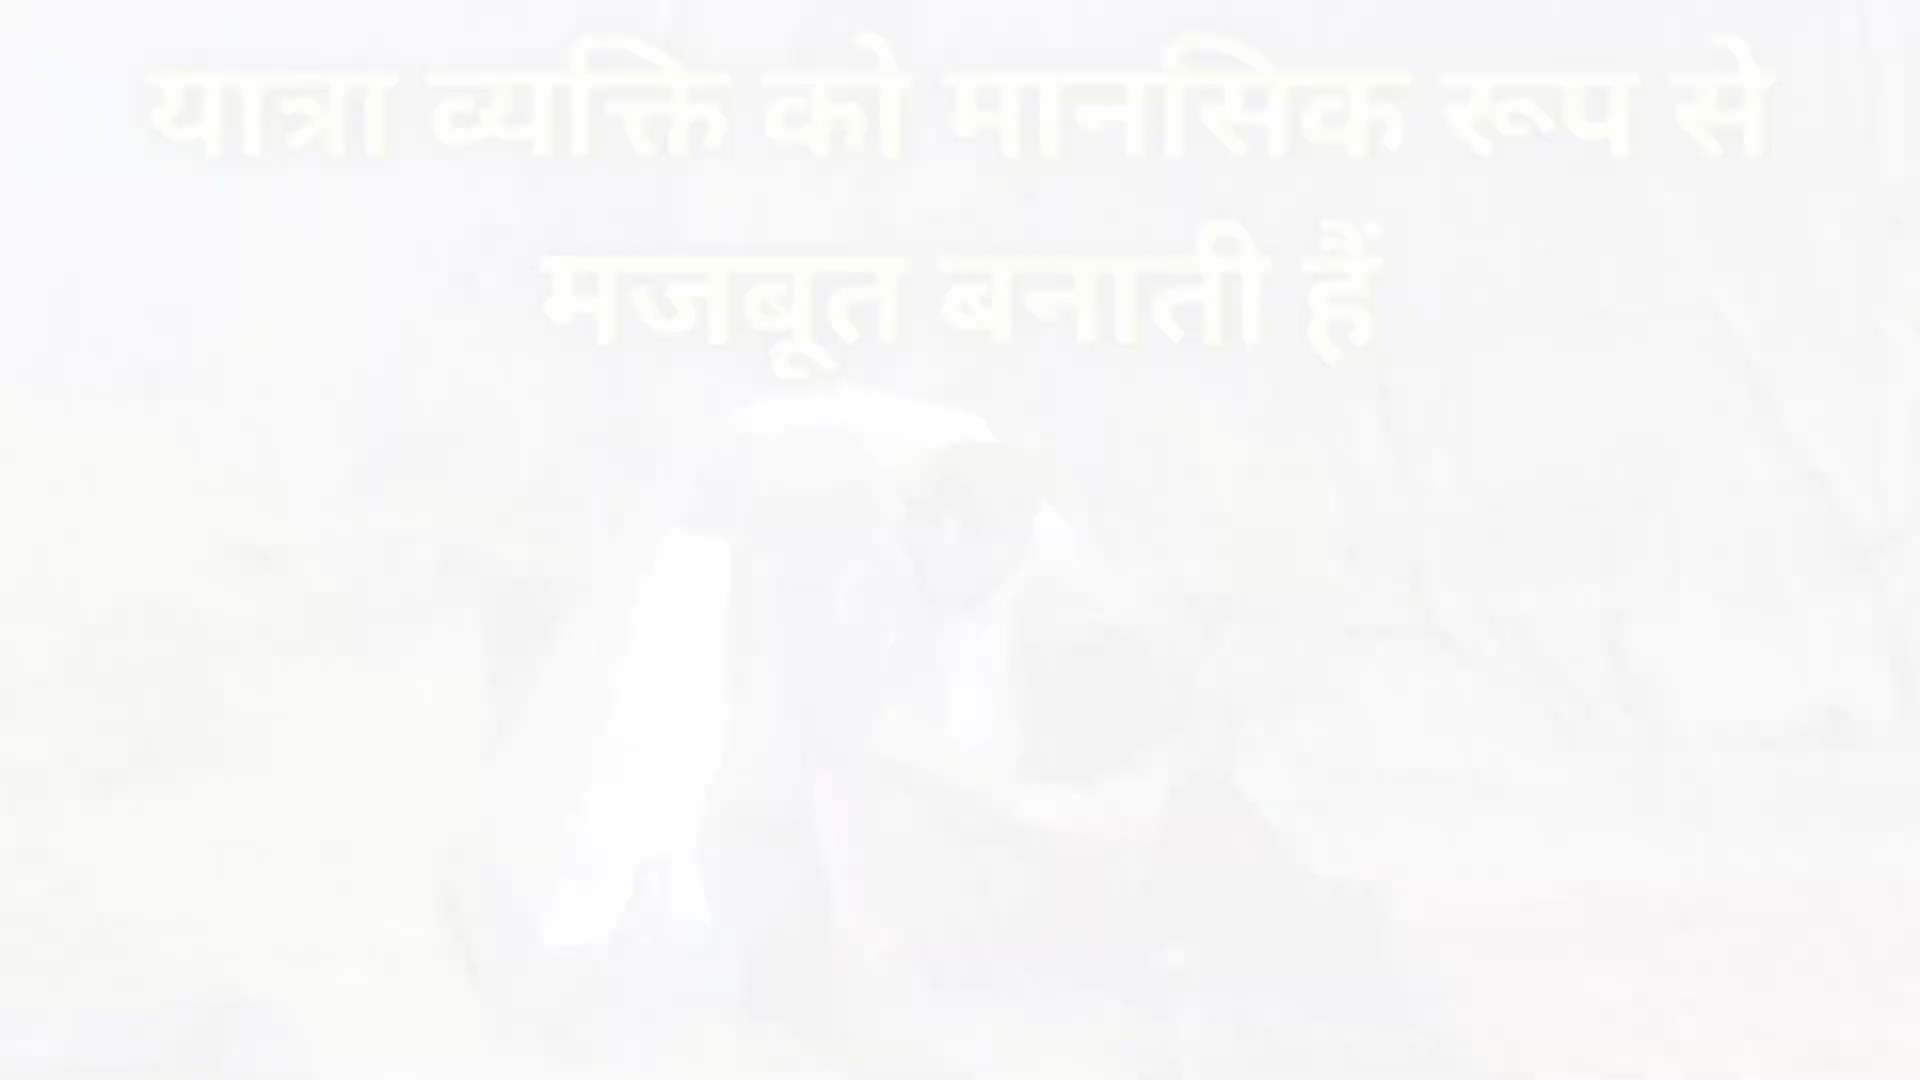 यात्रा व्यक्ति को मानसिक रूप से
मजबूत बनाती हैं